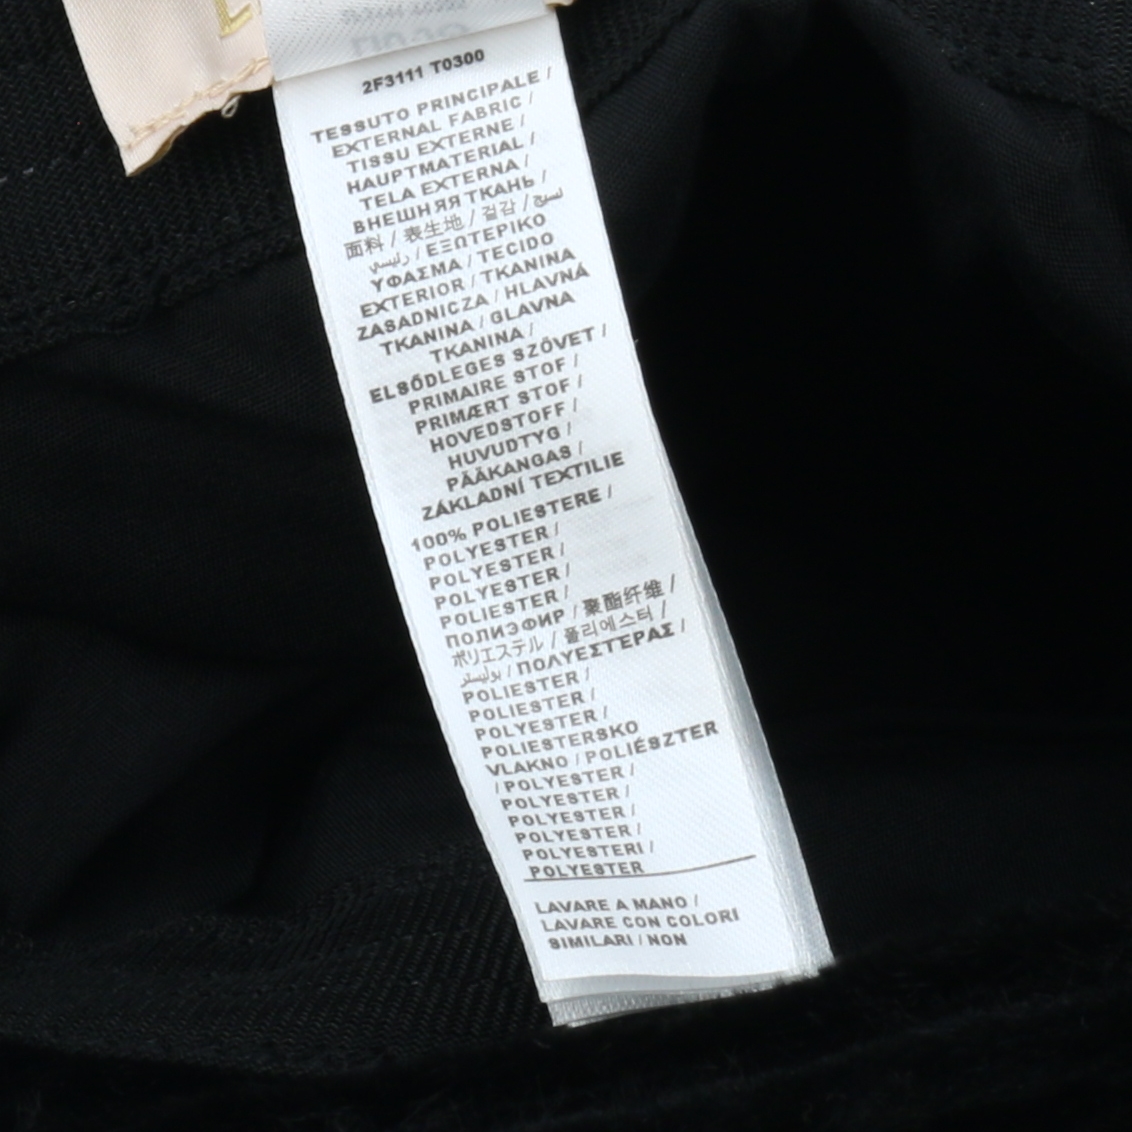 2F3111 T0300
TESSUTO PRINCIPALE /
EXTERNAL FABRIC /
TISSU EXTERNE /
HAUPTMATERIAL /
TELA EXTERNA /
ВНЕШНЯЯ ТКАНЬ /
面料 / 表生地 / 겉감 / نسيج
رئيسي / ΕΞΩΤΕΡΙΚΟ
ΥΦΑΣΜΑ / TECIDO
EXTERIOR / TKANINA
ZASADNICZA / HLAVNÁ
TKANINA / GLAVNA
TKANINA /
ELSŐDLEGES SZÖVET /
PRIMAIRE STOF /
PRIMÆRT STOF /
HOVEDSTOFF /
HUVUDTYG /
PÄÄKANGAS /
ZÁKLADNÍ TEXTILIE
100% POLIESTERE /
POLYESTER /
POLYESTER /
POLYESTER /
POLIESTER /
ПОЛИЭФИР / 聚酯纤维 /
ポリエステル / 폴리에스터 /
بوليستر / ΠΟΛΥΕΣΤΕΡΑΣ /
POLIESTER /
POLIESTER /
POLYESTER /
POLIESTERSKO
VLAKNO / POLIÉSZTER
/ POLYESTER /
POLYESTER /
POLYESTER /
POLYESTER /
POLYESTERI /
POLYESTER
LAVARE A MANO /
LAVARE CON COLORI
SIMILARI / NON